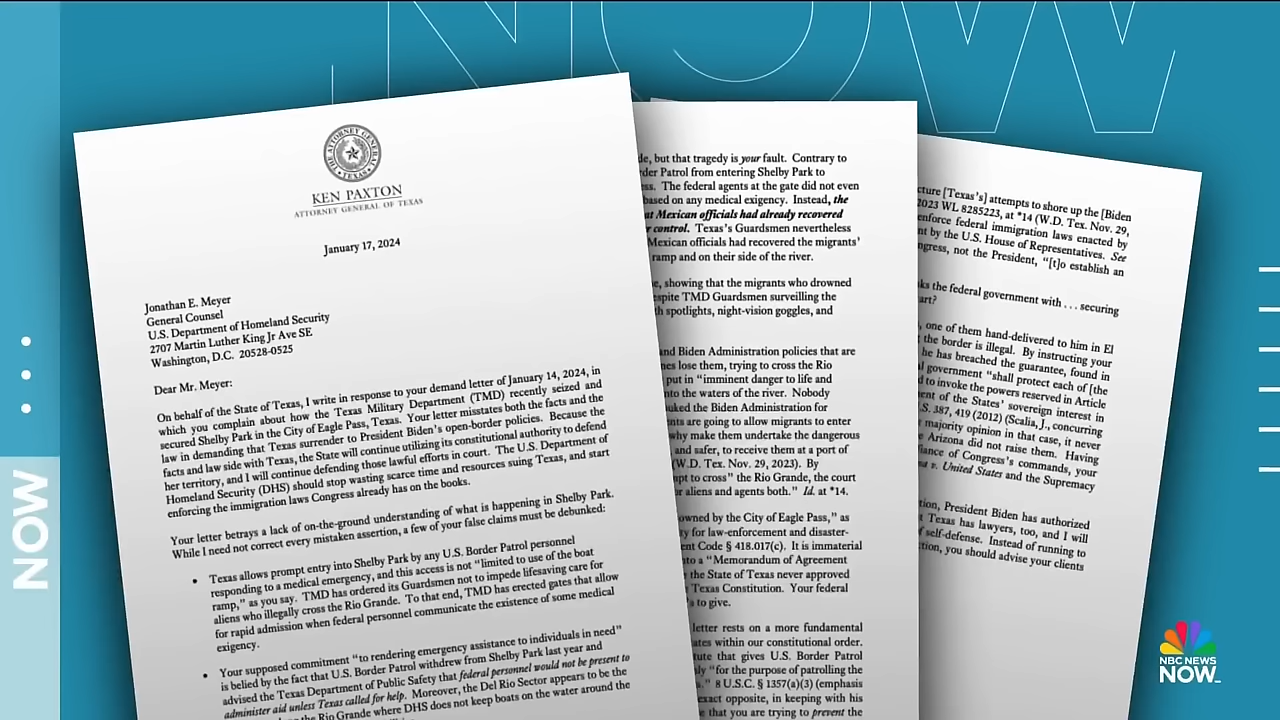 NOW
NOW
THE ATTORNEY GENERAL
TEXAS
KEN PAXTON
ATTORNEY GENERAL OF TEXAS
January 17, 2024
Jonathan E. Meyer
General Counsel
U.S. Department of Homeland Security
2707 Martin Luther King Jr Ave SE
Washington, D.C. 20528-0525
Dear Mr. Meyer:
On behalf of the State of Texas, I write in response to your demand letter of January 14, 2024, in
which you complain about how the Texas Military Department (TMD) recently seized and
secured Shelby Park in the City of Eagle Pass, Texas. Your letter misstates both the facts and the
law in demanding that Texas surrender to President Biden's open-border policies. Because the
facts and law side with Texas, the State will continue utilizing its constitutional authority to defend
her territory, and I will continue defending those lawful efforts in court. The U.S. Department of
Homeland Security (DHS) should stop wasting scarce time and resources suing Texas, and start
enforcing the immigration laws Congress already has on the books.
Your letter betrays a lack of on-the-ground understanding of what is happening in Shelby Park.
While I need not correct every mistaken assertion, a few of your false claims must be debunked:
• Texas allows prompt entry into Shelby Park by any U.S. Border Patrol personnel
responding to a medical emergency, and this access is not "limited to use of the boat
ramp," as you say. TMD has ordered its Guardsmen not to impede lifesaving care for
aliens who illegally cross the Rio Grande. To that end, TMD has erected gates that allow
for rapid admission when federal personnel communicate the existence of some medical
exigency.
• Your supposed commitment "to rendering emergency assistance to individuals in need"
is belied by the fact that U.S. Border Patrol withdrew from Shelby Park last year and
advised the Texas Department of Public Safety that federal personnel would not be present to
administer aid unless Texas called for help. Moreover, the Del Rio Sector appears to be the
on the Rio Grande where DHS does not keep boats on the water around the
de, but that tragedy is your fault. Contrary to
der Patrol from entering Shelby Park to
ss. The federal agents at the gate did not even
based on any medical exigency. Instead, the
at Mexican officials had already recovered
r control. Texas's Guardsmen nevertheless
Mexican officials had recovered the migrants'
ramp and on their side of the river.
e, showing that the migrants who drowned
espite TMD Guardsmen surveilling the
h spotlights, night-vision goggles, and
nd Biden Administration policies that are
nes lose them, trying to cross the Rio
put in "imminent danger to life and
nto the waters of the river. Nobody
uked the Biden Administration for
ents are going to allow migrants to enter
why make them undertake the dangerous
and safer, to receive them at a port of
(W.D. Tex. Nov. 29, 2023). By
pt to cross" the Rio Grande, the court
or aliens and agents both." Id. at *14.
owned by the City of Eagle Pass," as
y for law-enforcement and disaster-
ent Code § 418.017(c). It is immaterial
nto a "Memorandum of Agreement
the State of Texas never approved
Texas Constitution. Your federal
's to give.
letter rests on a more fundamental
ates within our constitutional order.
tute that gives U.S. Border Patrol
ly "for the purpose of patrolling the
." 8 U.S.C. § 1357(a)(3) (emphasis
exact opposite, in keeping with his
e that you are trying to prevent the
cture [Texas's] attempts to shore up the [Biden
2023 WL 8285223, at *14 (W.D. Tex. Nov. 29,
enforce federal immigration laws enacted by
nt by the U.S. House of Representatives. See
ngress, not the President, "[t]o establish an
ks the federal government with . . . securing
art?
, one of them hand-delivered to him in El
t the border is illegal. By instructing your
he has breached the guarantee, found in
l government "shall protect each of [the
d to invoke the powers reserved in Article
ment of the States' sovereign interest in
.S. 387, 419 (2012) (Scalia, J., concurring
majority opinion in that case, it never
e Arizona did not raise them. Having
iance of Congress's commands, your
a v. United States and the Supremacy
tion, President Biden has authorized
t Texas has lawyers, too, and I will
f self-defense. Instead of running to
ction, you should advise your clients
NBC NEWS
NOW